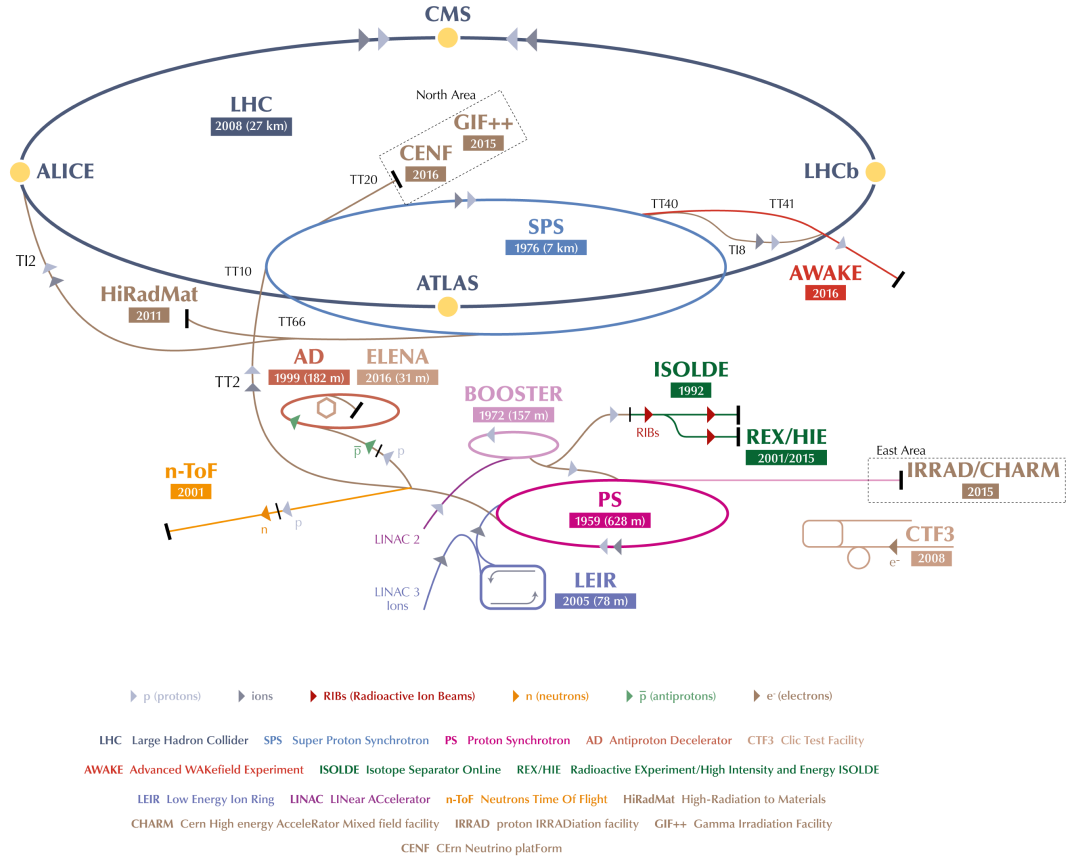 CMS
North Area
LHC
2008 (27 km)
GIF++
2015
CENF
2016
ALICE
TT20
LHCb
TT40
TT41
SPS
1976 (7 km)
TI8
TI2
TT10
AWAKE
2016
ATLAS
HiRadMat
2011
TT66
AD
1999 (182 m)
ELENA
2016 (31 m)
TT2
ISOLDE
1992
BOOSTER
1972 (157 m)
RIBs
REX/HIE
2001/2015
p̅
p
East Area
n-ToF
2001
IRRAD/CHARM
2015
PS
1959 (628 m)
n
p
LINAC 2
CTF3
2008
e-
LEIR
2005 (78 m)
LINAC 3
Ions
p (protons) ions RIBs (Radioactive Ion Beams) n (neutrons) p̅ (antiprotons) e- (electrons)
LHC Large Hadron Collider SPS Super Proton Synchrotron PS Proton Synchrotron AD Antiproton Decelerator CTF3 Clic Test Facility
AWAKE Advanced WAKefield Experiment ISOLDE Isotope Separator OnLine REX/HIE Radioactive EXperiment/High Intensity and Energy ISOLDE
LEIR Low Energy Ion Ring LINAC LINear ACcelerator n-ToF Neutrons Time Of Flight HiRadMat High-Radiation to Materials
CHARM Cern High energy AcceleRator Mixed field facility IRRAD proton IRRADiation facility GIF++ Gamma Irradiation Facility
CENF CErn Neutrino platForm